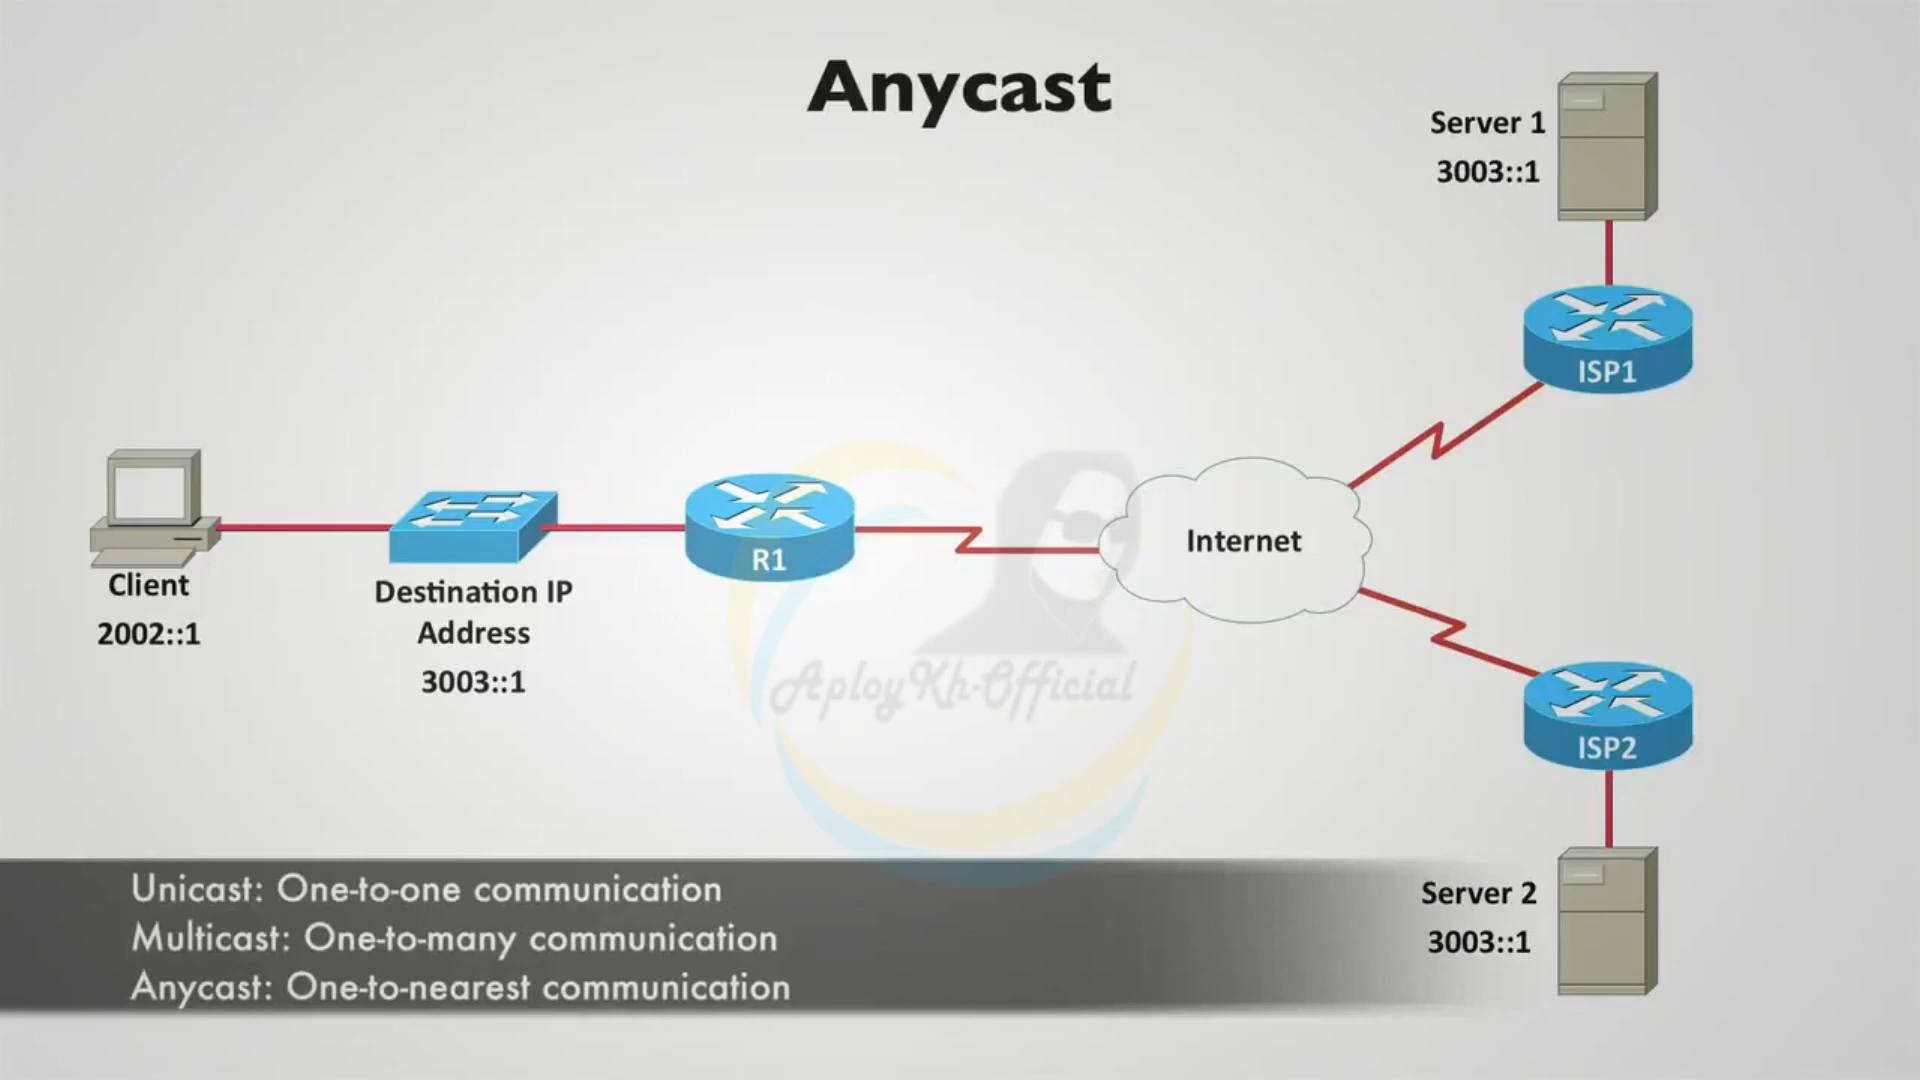 Anycast
Server 1
3003::1
ISP1
Client
2002::1
Destination IP
Address
3003::1
R1
Internet
AployKh-Official
ISP2
Server 2
3003::1
Unicast: One-to-one communication
Multicast: One-to-many communication
Anycast: One-to-nearest communication